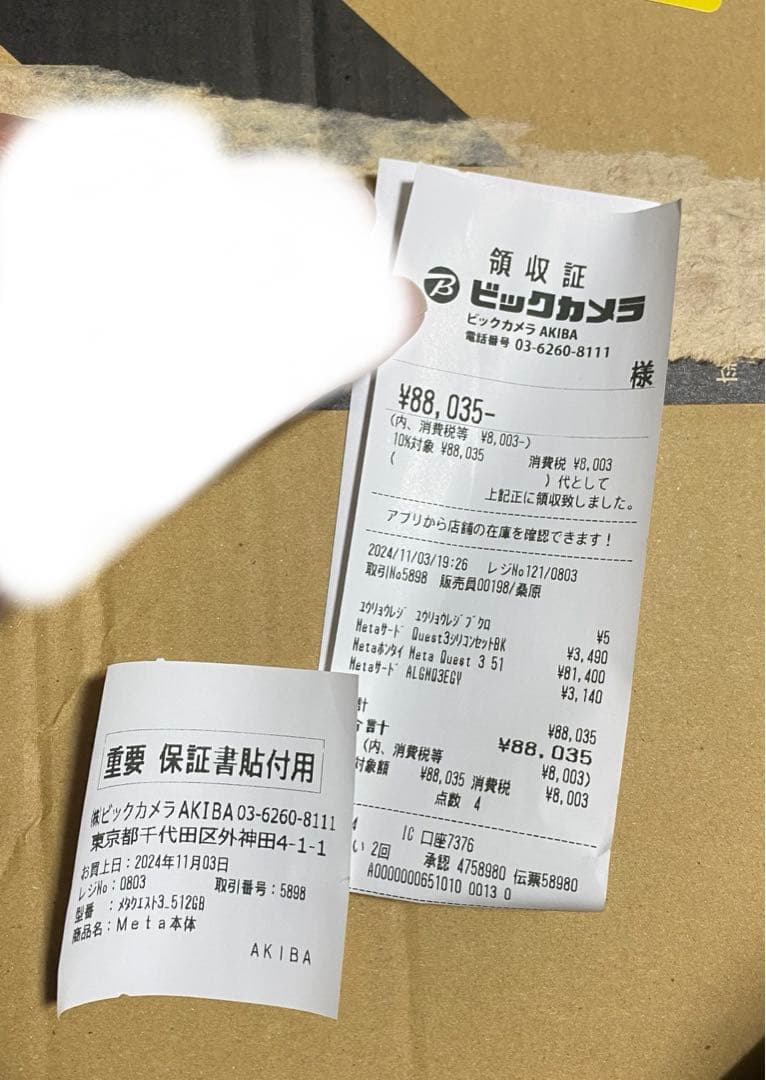 領収証
ビックカメラ
ビックカメラ AKIBA
電話番号 03-6260-8111
様
¥88,035-
(内、消費税等 ¥8,003-)
10%対象 ¥88,035 消費税 ¥8,003
( )代として
上記正に領収致しました。
アプリから店舗の在庫を確認できます!
2024/11/03/19:26 レジNo121/0803
取引No5898 販売員00198/桑原
ユウリョウレジ ユウリョウレジブクロ ¥5
Metaサード Quest3シリコンセットBK ¥3,490
Metaホンタイ Meta Quest 3 51 ¥81,400
Metaサード ALGMQ3EGY ¥3,140
計 ¥88,035
合計 ¥88,035
(内、消費税等 ¥8,003)
対象額 ¥88,035 消費税 ¥8,003
点数 4
4 IC 口座7376
い 2回 承認 4758980 伝票58980
A0000000651010 0013 0
重要 保証書貼付用
㈱ビックカメラAKIBA 03-6260-8111
東京都千代田区外神田4-1-1
お買上日:2024年11月03日
レジNo:0803 取引番号:5898
型番 :メタクエスト3_512GB
商品名:Meta本体
AKIBA